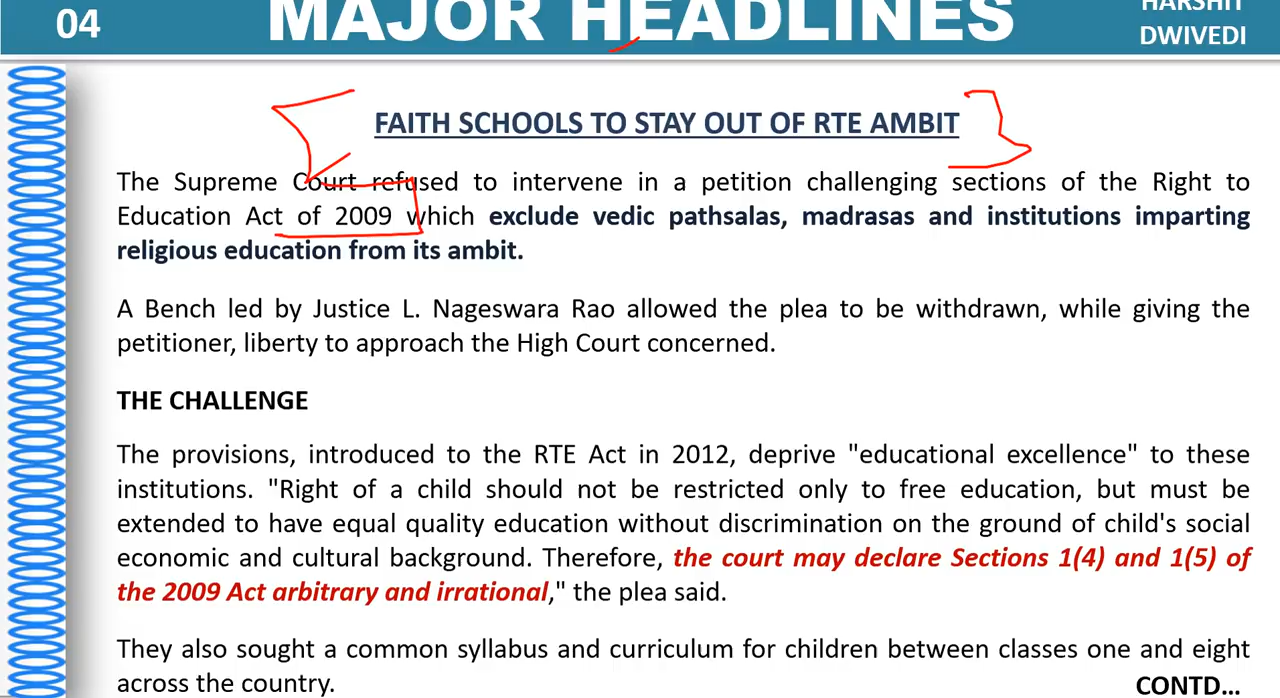 04
MAJOR HEADLINES
HARSHIT
DWIVEDI
FAITH SCHOOLS TO STAY OUT OF RTE AMBIT
The Supreme Court refused to intervene in a petition challenging sections of the Right to
Education Act of 2009 which exclude vedic pathsalas, madrasas and institutions imparting
religious education from its ambit.
A Bench led by Justice L. Nageswara Rao allowed the plea to be withdrawn, while giving the
petitioner, liberty to approach the High Court concerned.
THE CHALLENGE
The provisions, introduced to the RTE Act in 2012, deprive "educational excellence" to these
institutions. "Right of a child should not be restricted only to free education, but must be
extended to have equal quality education without discrimination on the ground of child's social
economic and cultural background. Therefore, the court may declare Sections 1(4) and 1(5) of
the 2009 Act arbitrary and irrational," the plea said.
They also sought a common syllabus and curriculum for children between classes one and eight
across the country.
CONTD...